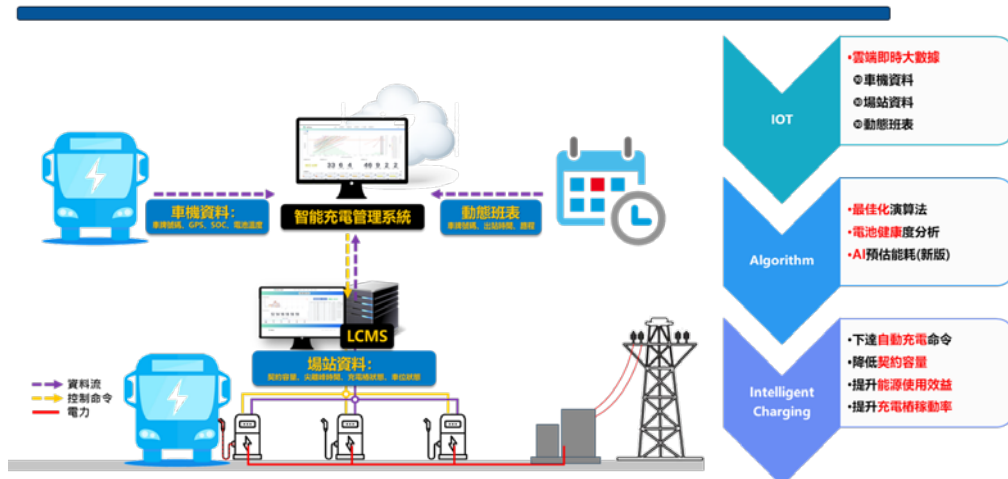 車機資料：
車牌號碼、GPS、SOC、電池溫度
智能充電管理系統
動態班表
車牌號碼、出站時間、路程
LCMS
場站資料：
契約容量、尖離峰時間、充電樁狀態、車位狀態
資料流
控制命令
電力
IOT
•雲端即時大數據
車機資料
場站資料
動態班表
Algorithm
•最佳化演算法
•電池健康度分析
•AI預估能耗(新版)
Intelligent
Charging
•下達自動充電命令
•降低契約容量
•提升能源使用效益
•提升充電樁稼動率